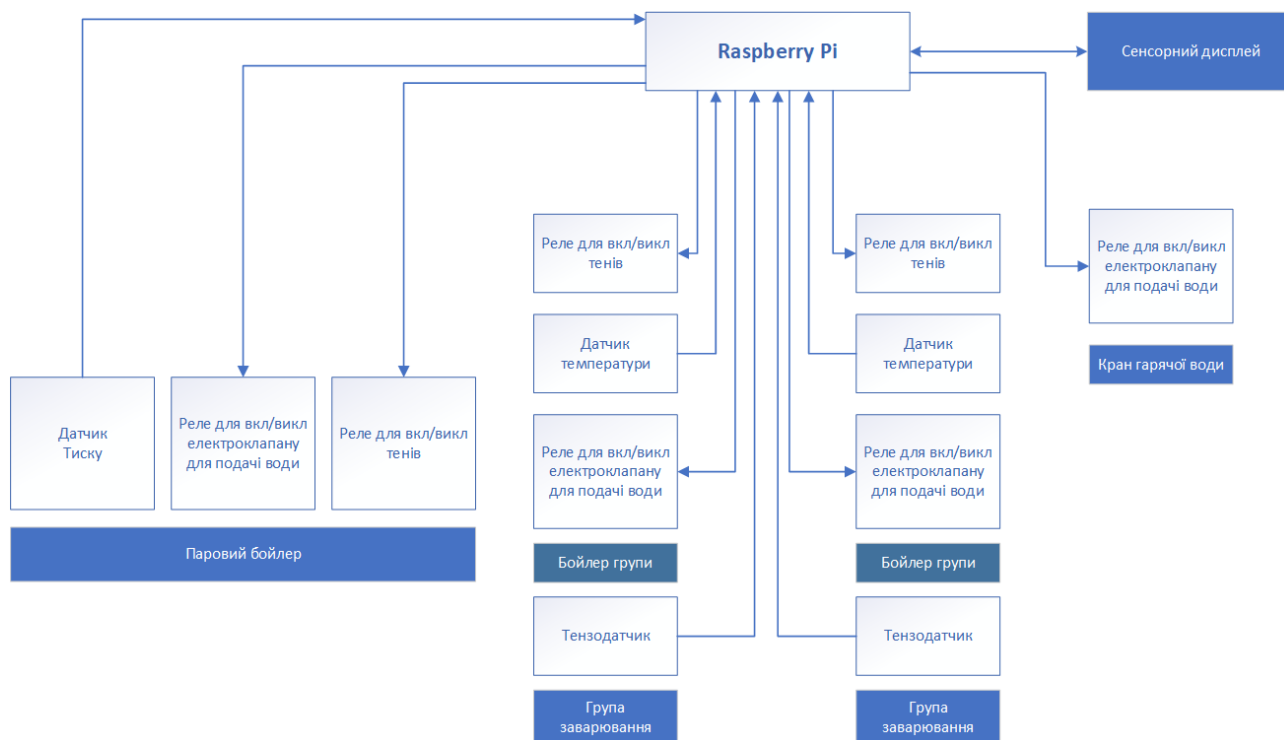 Raspberry Pi
Сенсорний дисплей
Реле для вкл/викл
тенів
Реле для вкл/викл
тенів
Реле для вкл/викл
електроклапану
для подачі води
Датчик
температури
Датчик
температури
Кран гарячої води
Датчик
Тиску
Реле для вкл/викл
електроклапану
для подачі води
Реле для вкл/викл
тенів
Реле для вкл/викл
електроклапану
для подачі води
Реле для вкл/викл
електроклапану
для подачі води
Паровий бойлер
Бойлер групи
Бойлер групи
Тензодатчик
Тензодатчик
Група
заварювання
Група
заварювання